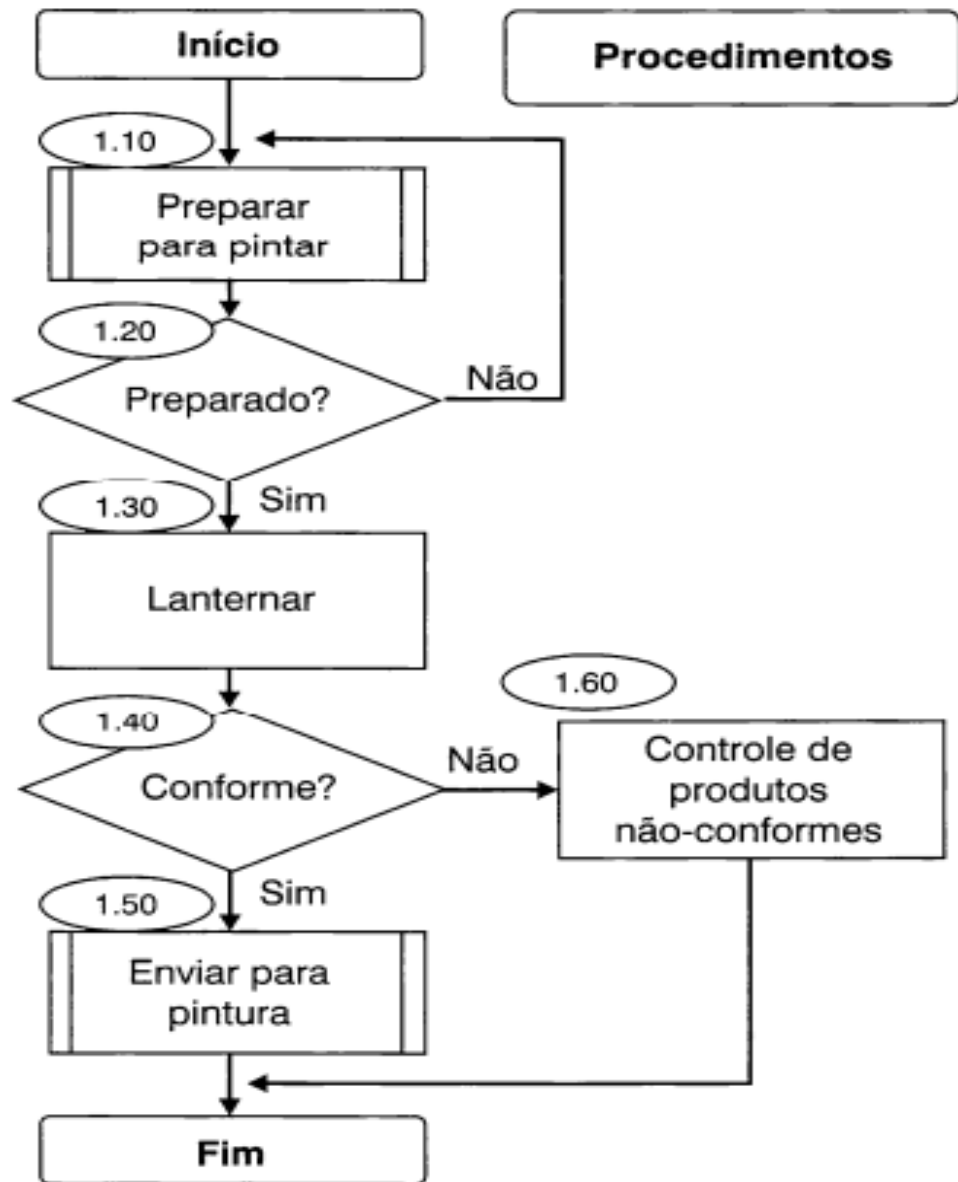 Início
Procedimentos
1.10
Preparar
para pintar
1.20
Preparado?
Não
Sim
1.30
Lanternar
1.40
Conforme?
Não
1.60
Controle de
produtos
não-conformes
Sim
1.50
Enviar para
pintura
Fim